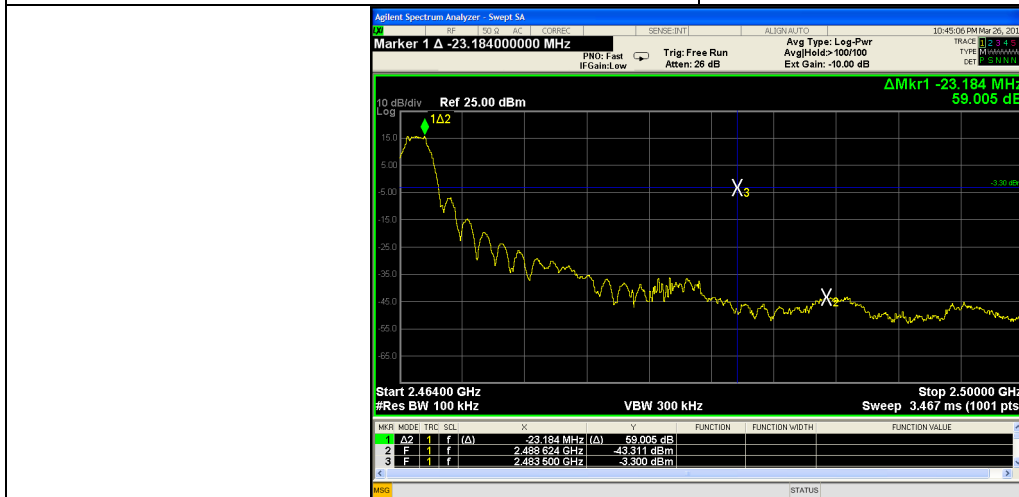 Agilent Spectrum Analyzer - Swept SA
RF 50 Ω AC CORREC SENSE:INT ALIGN AUTO 10:45:06 PM Mar 26, 201
Marker 1 Δ -23.184000000 MHz
PNO: Fast
IFGain:Low
Trig: Free Run
Atten: 26 dB
Avg Type: Log-Pwr
Avg|Hold:>100/100
Ext Gain: -10.00 dB
TRACE 1 2 3 4 5
TYPE M
DET P S N N N
ΔMkr1 -23.184 MHz
59.005 dB
10 dB/div Ref 25.00 dBm
Log
1Δ2
15.0
5.00
-5.00
-15.0
-25.0
-35.0
-45.0
-55.0
-65.0
X3
-3.30 dBm
X2
Start 2.46400 GHz Stop 2.50000 GHz
#Res BW 100 kHz VBW 300 kHz Sweep 3.467 ms (1001 pts
MKR MODE TRC SCL X Y FUNCTION FUNCTION WIDTH FUNCTION VALUE
1 Δ2 1 f (Δ) -23.184 MHz (Δ) 59.005 dB
2 F 1 f 2.488 624 GHz -43.311 dBm
3 F 1 f 2.483 500 GHz -3.300 dBm
MSG STATUS